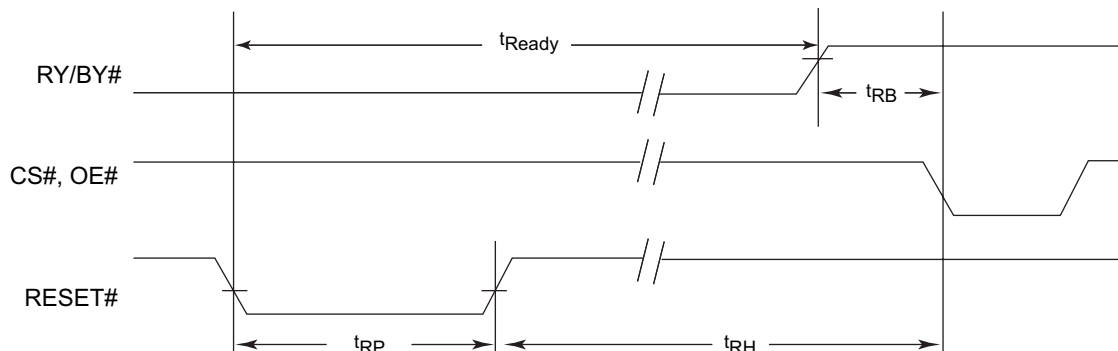 tReady
RY/BY#
tRB
CS#, OE#
RESET#
tRP
tRH